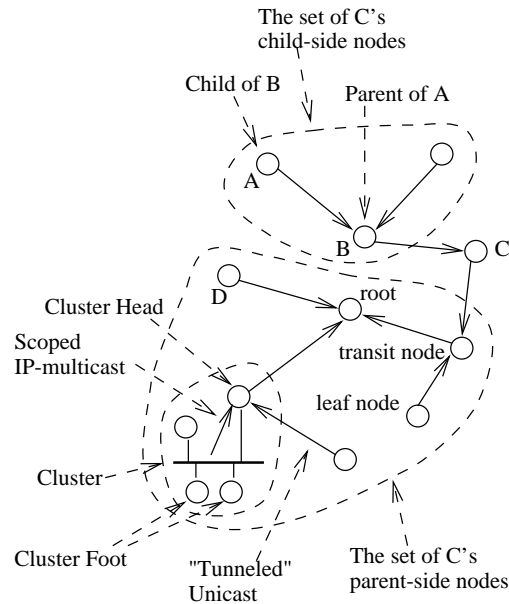 The set of C's
child-side nodes
Child of B
Parent of A
A
B
C
D
root
Cluster Head
Scoped
IP-multicast
transit node
leaf node
Cluster
Cluster Foot
"Tunneled"
Unicast
The set of C's
parent-side nodes